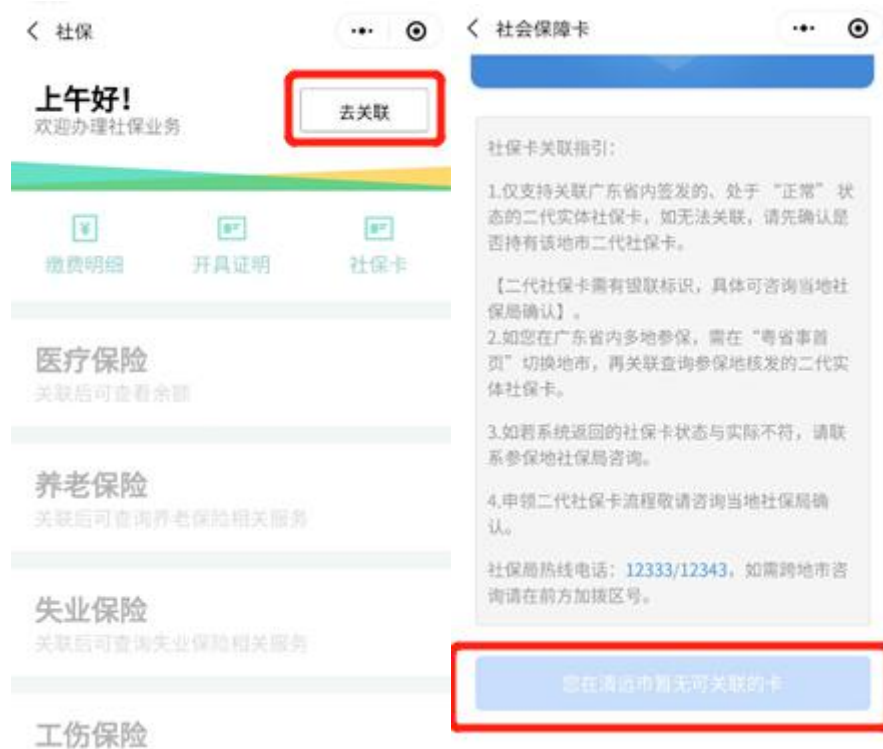 社保
上午好!
欢迎办理社保业务
去关联
缴费明细
开具证明
社保卡
医疗保险
关联后可查看余额
养老保险
关联后可查询养老保险相关服务
失业保险
关联后可查询失业保险相关服务
工伤保险
社会保障卡
社保卡关联指引:
1.仅支持关联广东省内签发的、处于“正常”状
态的二代实体社保卡，如无法关联，请先确认是
否持有该地市二代社保卡。
【二代社保卡需有银联标识，具体可咨询当地社
保局确认】。
2.如您在广东省内多地参保，需在“粤省事首
页”切换地市，再关联查询参保地核发的二代实
体社保卡。
3.如若系统返回的社保卡状态与实际不符，请联
系参保地社保局咨询。
4.申领二代社保卡流程敬请咨询当地社保局确
认。
社保局热线电话：12333/12343，如需跨地市咨
询请在前方加拨区号。
您在清远市暂无可关联的卡